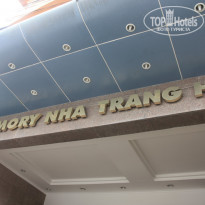 TOP Hotels
MORY NHA TRANG H